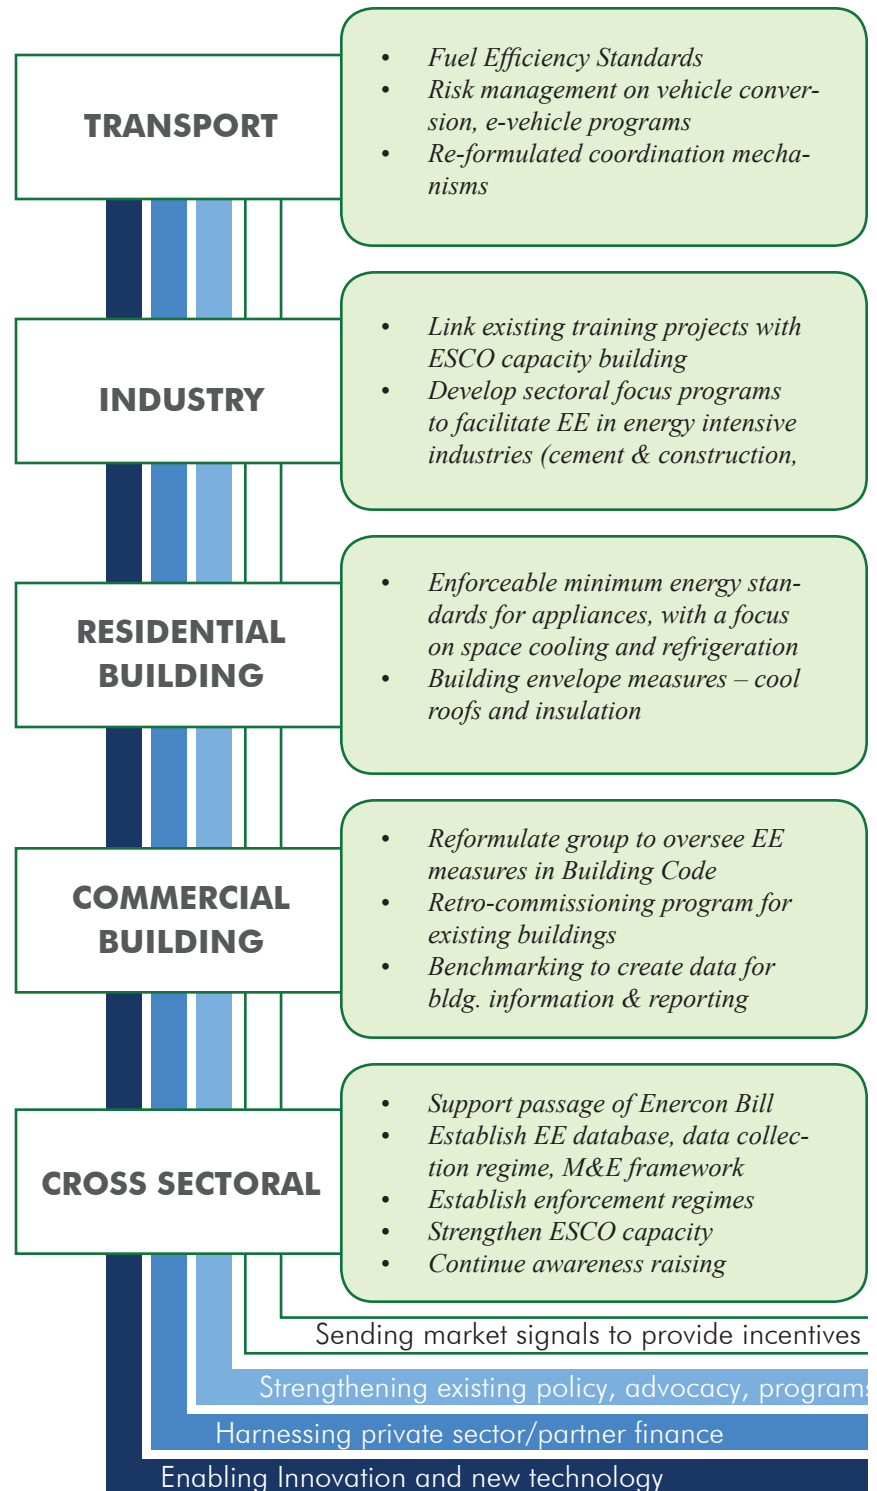 TRANSPORT
• Fuel Efficiency Standards
• Risk management on vehicle conver-
sion, e-vehicle programs
• Re-formulated coordination mecha-
nisms
INDUSTRY
• Link existing training projects with
ESCO capacity building
• Develop sectoral focus programs
to facilitate EE in energy intensive
industries (cement & construction,
RESIDENTIAL
BUILDING
• Enforceable minimum energy stan-
dards for appliances, with a focus
on space cooling and refrigeration
• Building envelope measures – cool
roofs and insulation
COMMERCIAL
BUILDING
• Reformulate group to oversee EE
measures in Building Code
• Retro-commissioning program for
existing buildings
• Benchmarking to create data for
bldg. information & reporting
CROSS SECTORAL
• Support passage of Enercon Bill
• Establish EE database, data collec-
tion regime, M&E framework
• Establish enforcement regimes
• Strengthen ESCO capacity
• Continue awareness raising
Sending market signals to provide incentives
Strengthening existing policy, advocacy, programs
Harnessing private sector/partner finance
Enabling Innovation and new technology